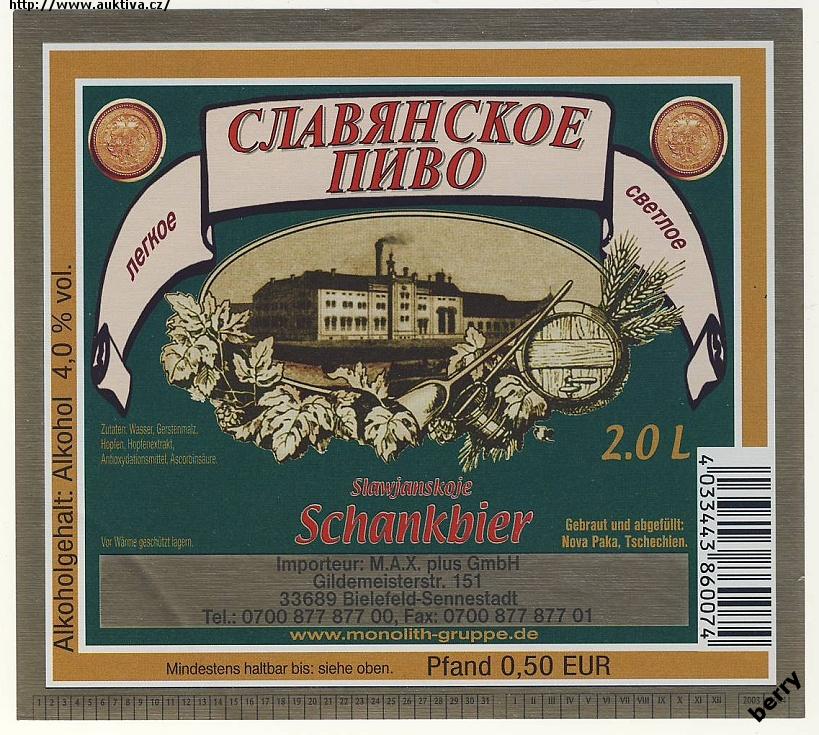 http://www.auktiva.cz/
СЛАВЯНСКОЕ
ПИВО
легкое
светлое
Alkoholgehalt: Alkohol 4,0 % vol.
Zutaten: Wasser, Gerstenmalz,
Hopfen, Hopfenextrakt,
Antioxydationsmittel, Ascorbinsäure.
2.0 L
Slawjanskoje
Schankbier
Vor Wärme geschützt lagern.
Gebraut und abgefüllt:
Nova Paka, Tschechien.
Importeur: M.A.X. plus GmbH
Gildemeisterstr. 151
33689 Bielefeld-Sennestadt
Tel.: 0700 877 877 00, Fax: 0700 877 877 01
www.monolith-gruppe.de
4 033443 860074
Mindestens haltbar bis: siehe oben. Pfand 0,50 EUR
1 2 3 4 5 6 7 8 9 10 11 12 13 14 15 16 17 18 19 20 21 22 23 24 25 26 27 28 29 30 31 I II III IV V VI VII VIII IX X XI XII 2003
berry